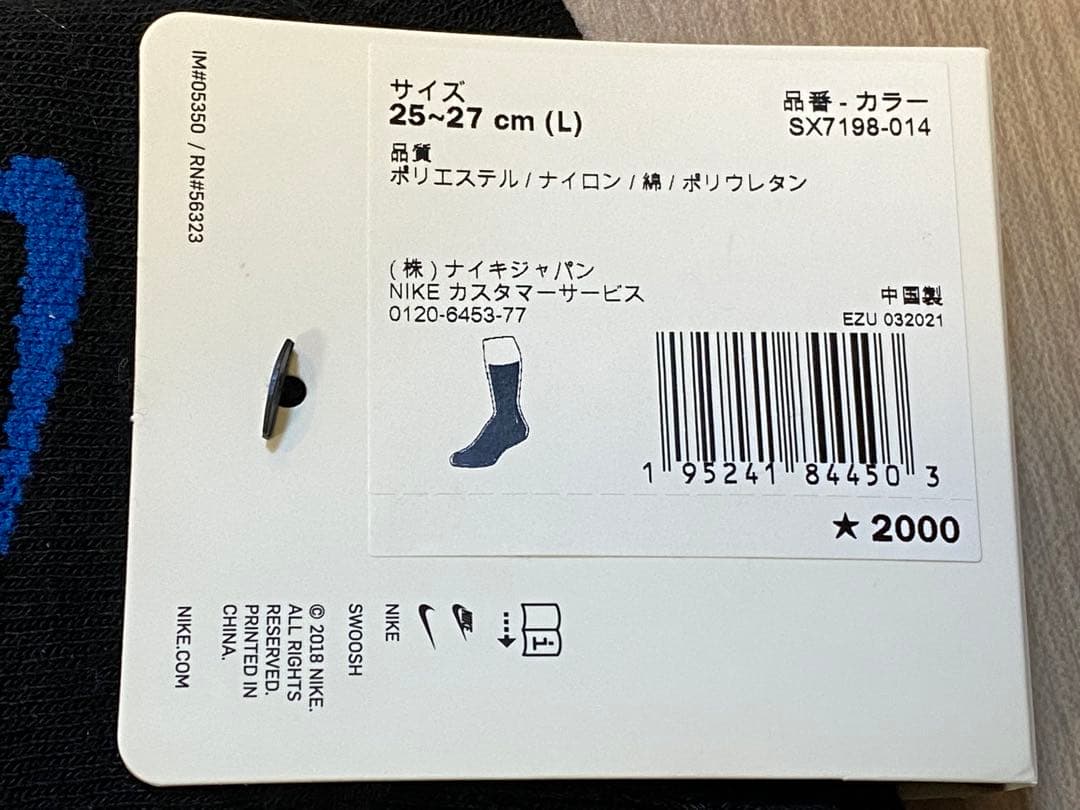 サイズ
25~27 cm (L)
品番 - カラー
SX7198-014
品質
ポリエステル / ナイロン / 綿 / ポリウレタン
(株) ナイキジャパン
NIKE カスタマーサービス
0120-6453-77
中国製
EZU 032021
1 95241 84450 3
★ 2000
IM#05350 / RN#56323
NIKE
SWOOSH
© 2018 NIKE.
ALL RIGHTS
RESERVED.
PRINTED IN
CHINA.
NIKE.COM
NIKE
i